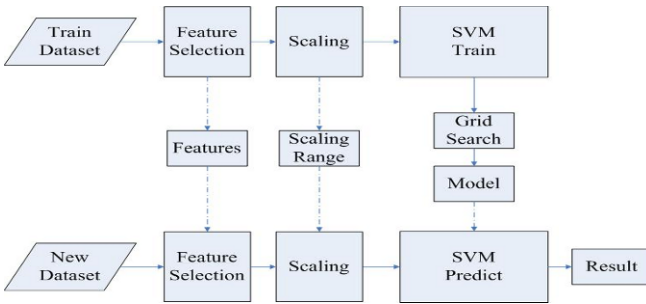 Train
Dataset
Feature
Selection
Scaling
SVM
Train
Features
Scaling
Range
Grid
Search
Model
New
Dataset
Feature
Selection
Scaling
SVM
Predict
Result